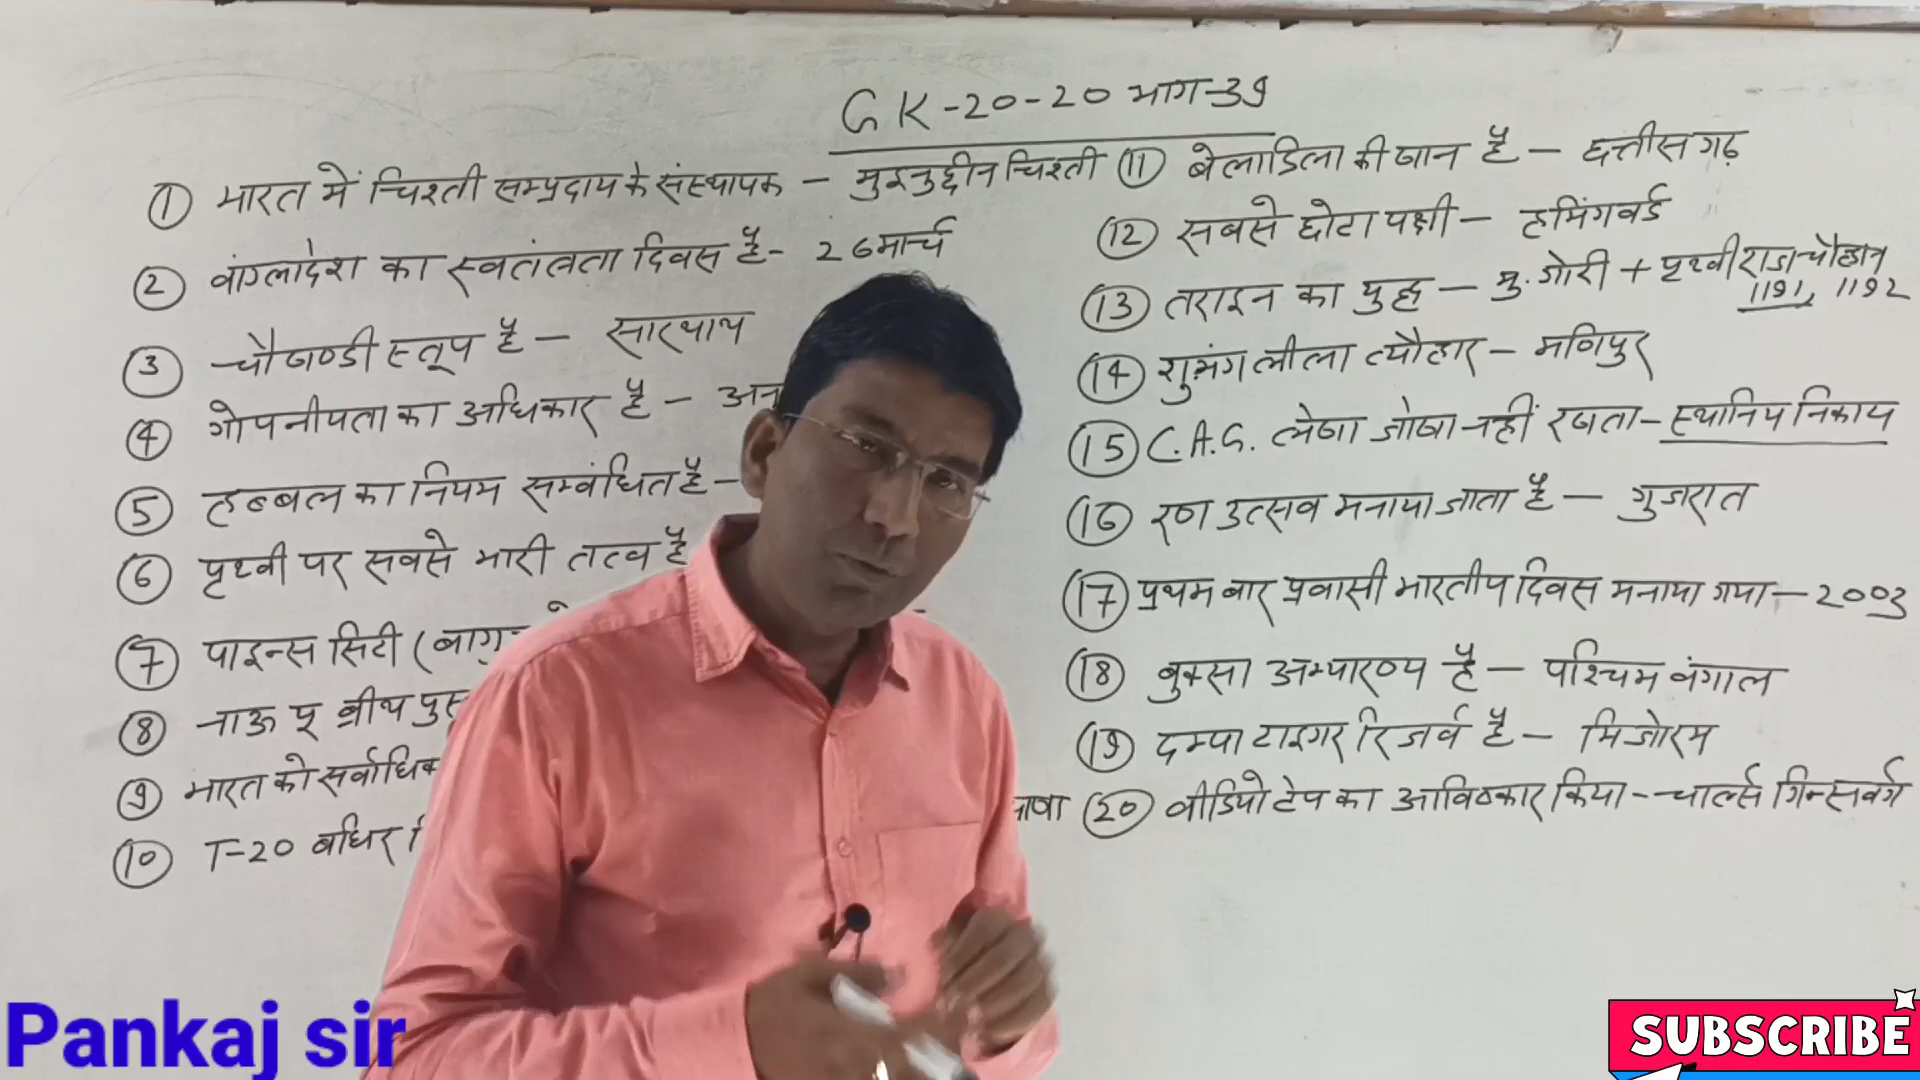 GK-20-20 भाग-39
① भारत में चिश्ती सम्प्रदाय के संस्थापक - मुइनुद्दीन चिश्ती
② बांग्लादेश का स्वतंत्रता दिवस है- 26 मार्च
③ चौखण्डी स्तूप है - सारनाथ
④ गोपनीयता का अधिकार है - अनु
⑤ हब्बल का नियम सम्बंधित है -
⑥ पृथ्वी पर सबसे भारी तत्व है
⑦ पाइन्स सिटी (
⑧ नाऊ यू ब्रीथ
⑨ भारत को सर्वाधिक
⑩ T-20 बधिर
⑪ बेलाडिला की खान है - छत्तीसगढ़
⑫ सबसे छोटा पक्षी - हमिंगबर्ड
⑬ तराइन का युद्ध - मु. गोरी + पृथ्वीराज चौहान
1191, 1192
⑭ शुमंग लीला त्यौहार - मणिपुर
⑮ C.A.G. लेखा जोखा नहीं रखता - स्थानिय निकाय
⑯ रण उत्सव मनाया जाता है - गुजरात
⑰ प्रथम बार प्रवासी भारतीय दिवस मनाया गया - 2003
⑱ बुक्सा अभ्यारण्य है - पश्चिम बंगाल
⑲ दम्पा टाइगर रिजर्व है - मिजोरम
⑳ वीडियो टेप का आविष्कार किया - चार्ल्स गिन्सबर्ग
Pankaj sir
SUBSCRIBE